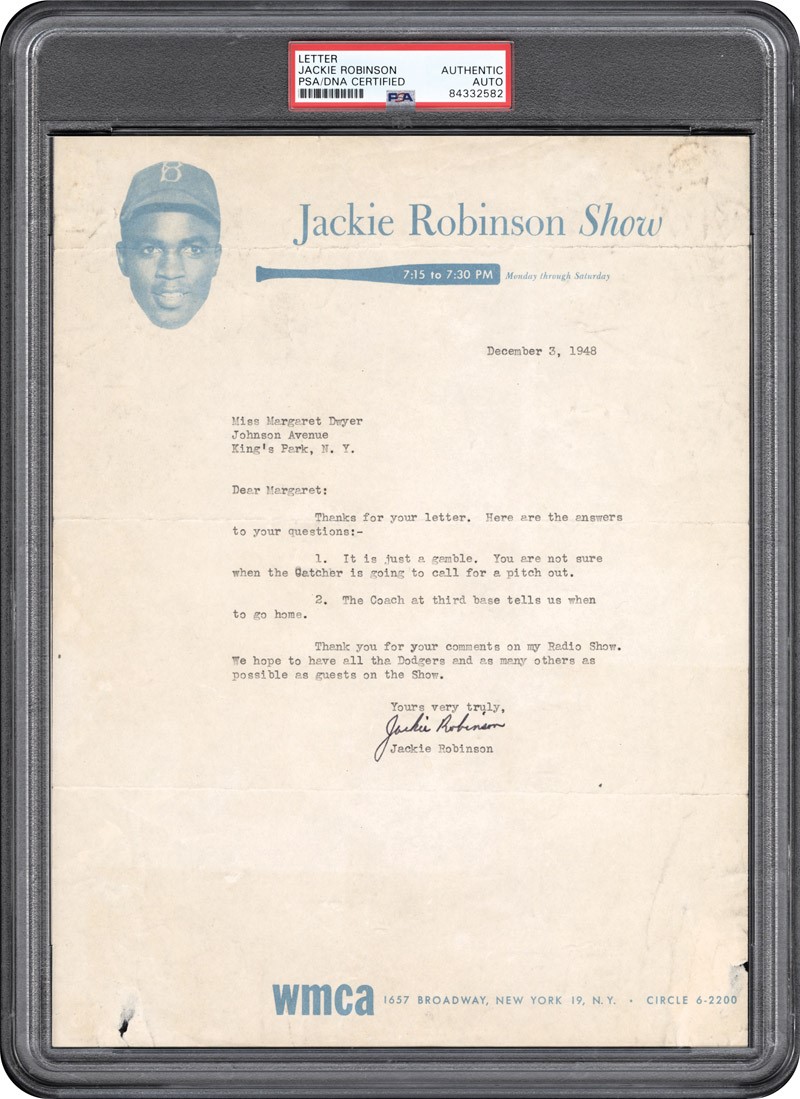 LETTER
JACKIE ROBINSON AUTHENTIC
PSA/DNA CERTIFIED AUTO
PSA 84332582
B
Jackie Robinson Show
7:15 to 7:30 PM Monday through Saturday
December 3, 1948
Miss Margaret Dwyer
Johnson Avenue
King's Park, N. Y.
Dear Margaret:
Thanks for your letter. Here are the answers
to your questions:-
1. It is just a gamble. You are not sure
when the Catcher is going to call for a pitch out.
2. The Coach at third base tells us when
to go home.
Thank you for your comments on my Radio Show.
We hope to have all tha Dodgers and as many others as
possible as guests on the Show.
Yours very truly,
Jackie Robinson
Jackie Robinson
wmca 1657 BROADWAY, NEW YORK 19, N.Y. • CIRCLE 6-2200